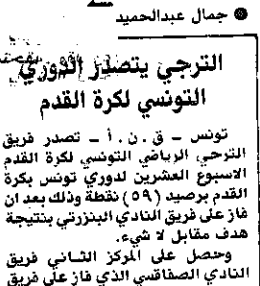 جمال عبدالحميد
الترجي يتصدر الدوري
التونسي لكرة القدم
تونس - ق . ن . أ - تصدر فريق
الترجي الرياضي التونسي لكرة القدم
الاسبوع العشرين لدوري تونس بكرة
القدم برصيد (٥٩) نقطة وذلك بعد ان
فاز على فريق النادي البنزرتي بنتيجة
هدف مقابل لا شيء.
وحصل على المركز الثاني فريق
النادي الصفاقسي الذي فاز على فريق